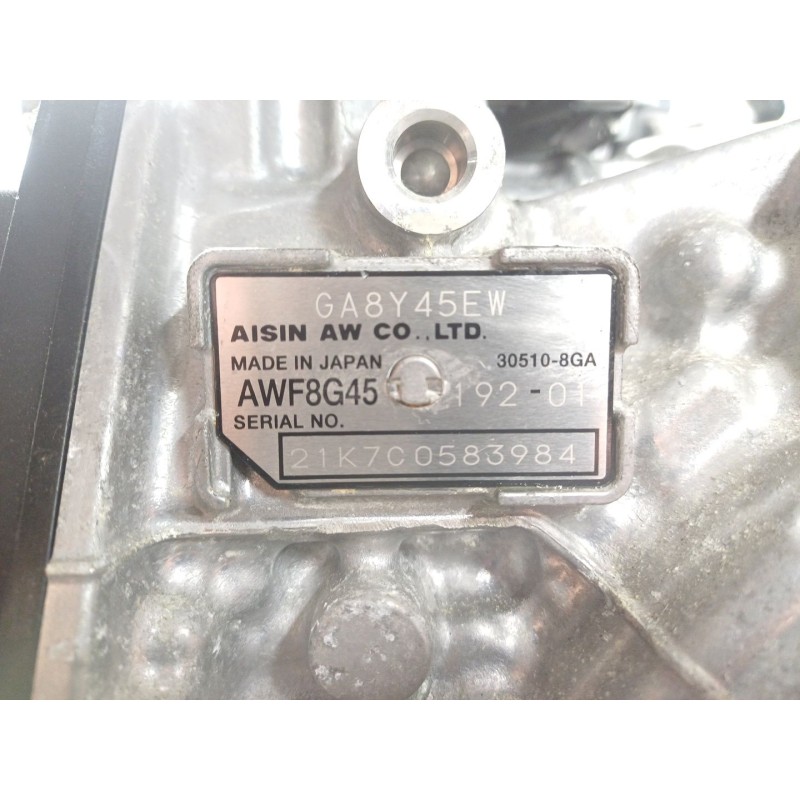 GA8Y45EW
AISIN AW CO.,LTD.
MADE IN JAPAN 30510-8GA
AWF8G45 192-01
SERIAL NO.
21K7C0583984